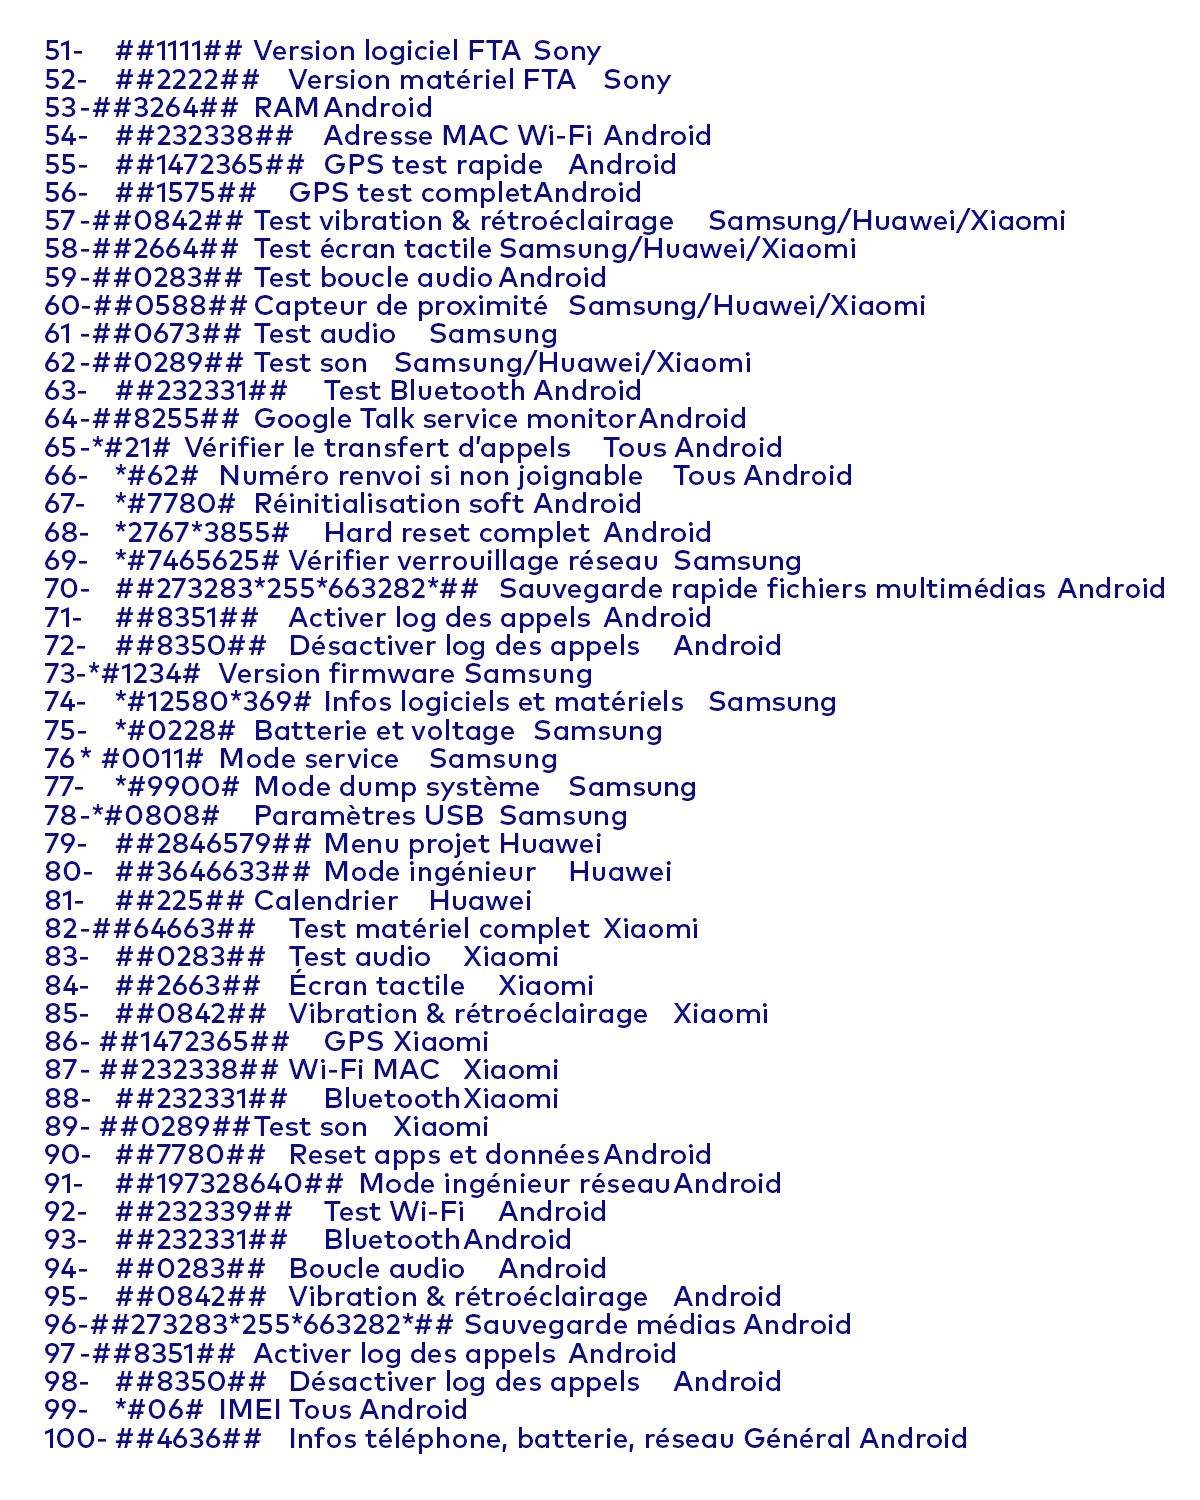 51- ##1111## Version logiciel FTA Sony
52- ##2222## Version matériel FTA Sony
53-##3264## RAM Android
54- ##232338## Adresse MAC Wi-Fi Android
55- ##1472365## GPS test rapide Android
56- ##1575## GPS test completAndroid
57-##0842## Test vibration & rétroéclairage Samsung/Huawei/Xiaomi
58-##2664## Test écran tactile Samsung/Huawei/Xiaomi
59-##0283## Test boucle audio Android
60-##0588## Capteur de proximité Samsung/Huawei/Xiaomi
61 -##0673## Test audio Samsung
62-##0289## Test son Samsung/Huawei/Xiaomi
63- ##232331## Test Bluetooth Android
64-##8255## Google Talk service monitorAndroid
65-*#21# Vérifier le transfert d’appels Tous Android
66- *#62# Numéro renvoi si non joignable Tous Android
67- *#7780# Réinitialisation soft Android
68- *2767*3855# Hard reset complet Android
69- *#7465625# Vérifier verrouillage réseau Samsung
70- ##273283*255*663282*## Sauvegarde rapide fichiers multimédias Android
71- ##8351## Activer log des appels Android
72- ##8350## Désactiver log des appels Android
73-*#1234# Version firmware Samsung
74- *#12580*369# Infos logiciels et matériels Samsung
75- *#0228# Batterie et voltage Samsung
76* #0011# Mode service Samsung
77- *#9900# Mode dump système Samsung
78-*#0808# Paramètres USB Samsung
79- ##2846579## Menu projet Huawei
80- ##3646633## Mode ingénieur Huawei
81- ##225## Calendrier Huawei
82-##64663## Test matériel complet Xiaomi
83- ##0283## Test audio Xiaomi
84- ##2663## Écran tactile Xiaomi
85- ##0842## Vibration & rétroéclairage Xiaomi
86- ##1472365## GPS Xiaomi
87- ##232338## Wi-Fi MAC Xiaomi
88- ##232331## BluetoothXiaomi
89- ##0289##Test son Xiaomi
90- ##7780## Reset apps et données Android
91- ##197328640## Mode ingénieur réseau Android
92- ##232339## Test Wi-Fi Android
93- ##232331## BluetoothAndroid
94- ##0283## Boucle audio Android
95- ##0842## Vibration & rétroéclairage Android
96-##273283*255*663282*## Sauvegarde médias Android
97-##8351## Activer log des appels Android
98- ##8350## Désactiver log des appels Android
99- *#06# IMEI Tous Android
100- ##4636## Infos téléphone, batterie, réseau Général Android